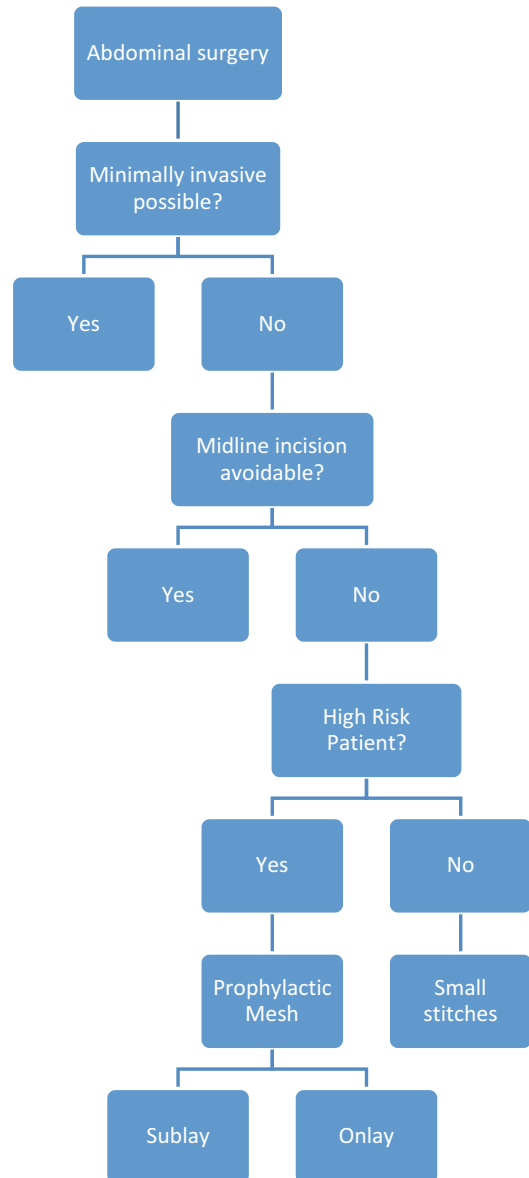 Abdominal surgery
Minimally invasive
possible?
Yes
No
Midline incision
avoidable?
Yes
No
High Risk
Patient?
Yes
No
Prophylactic
Mesh
Small
stitches
Sublay
Onlay